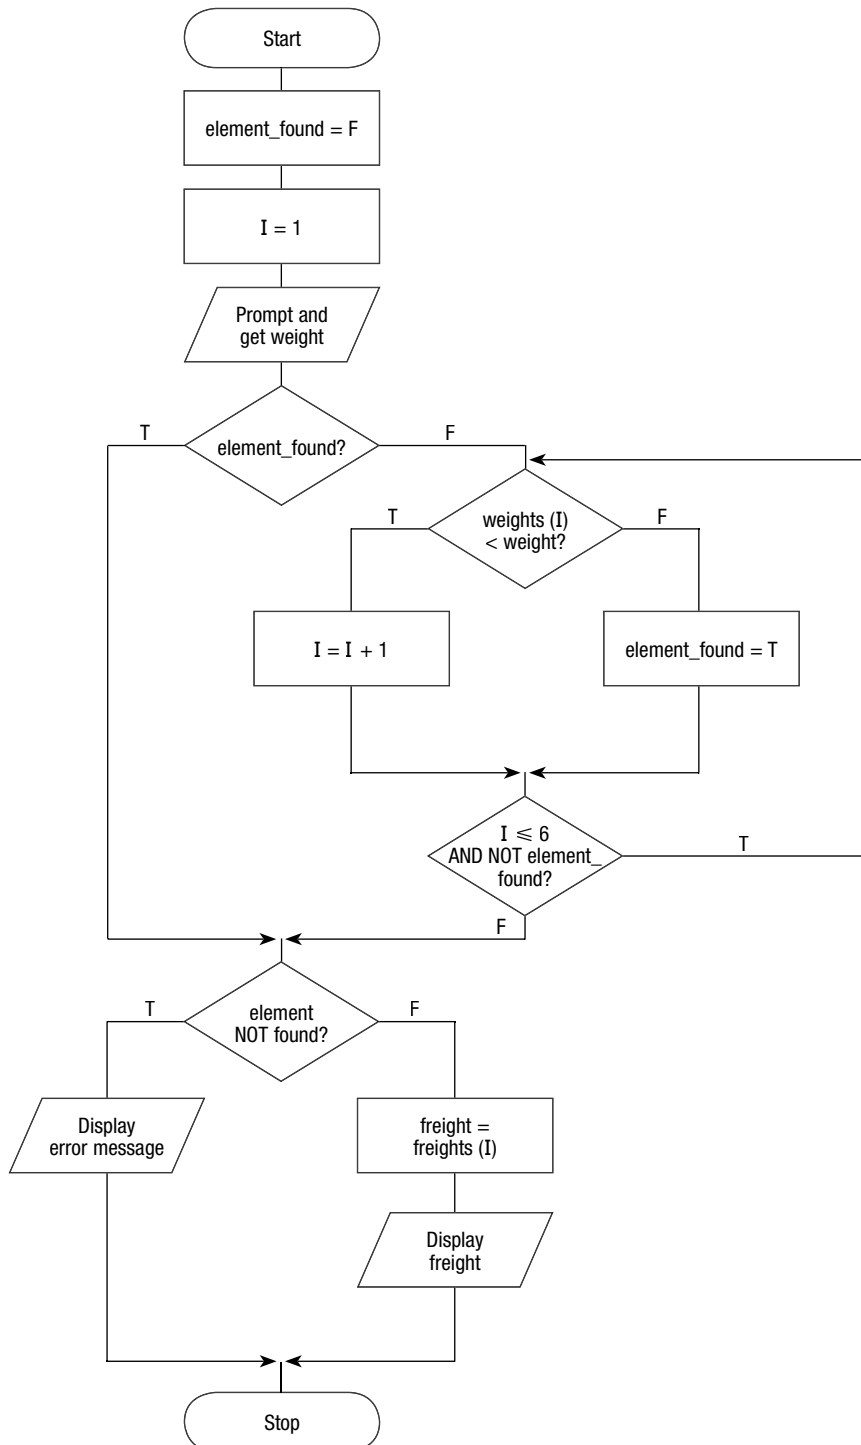 Start
element_found = F
I = 1
Prompt and
get weight
T
element_found?
F
T
weights (I)
< weight?
F
I = I + 1
element_found = T
I ⩽ 6
AND NOT element_
found?
T
F
T
element
NOT found?
F
Display
error message
freight =
freights (I)
Display
freight
Stop